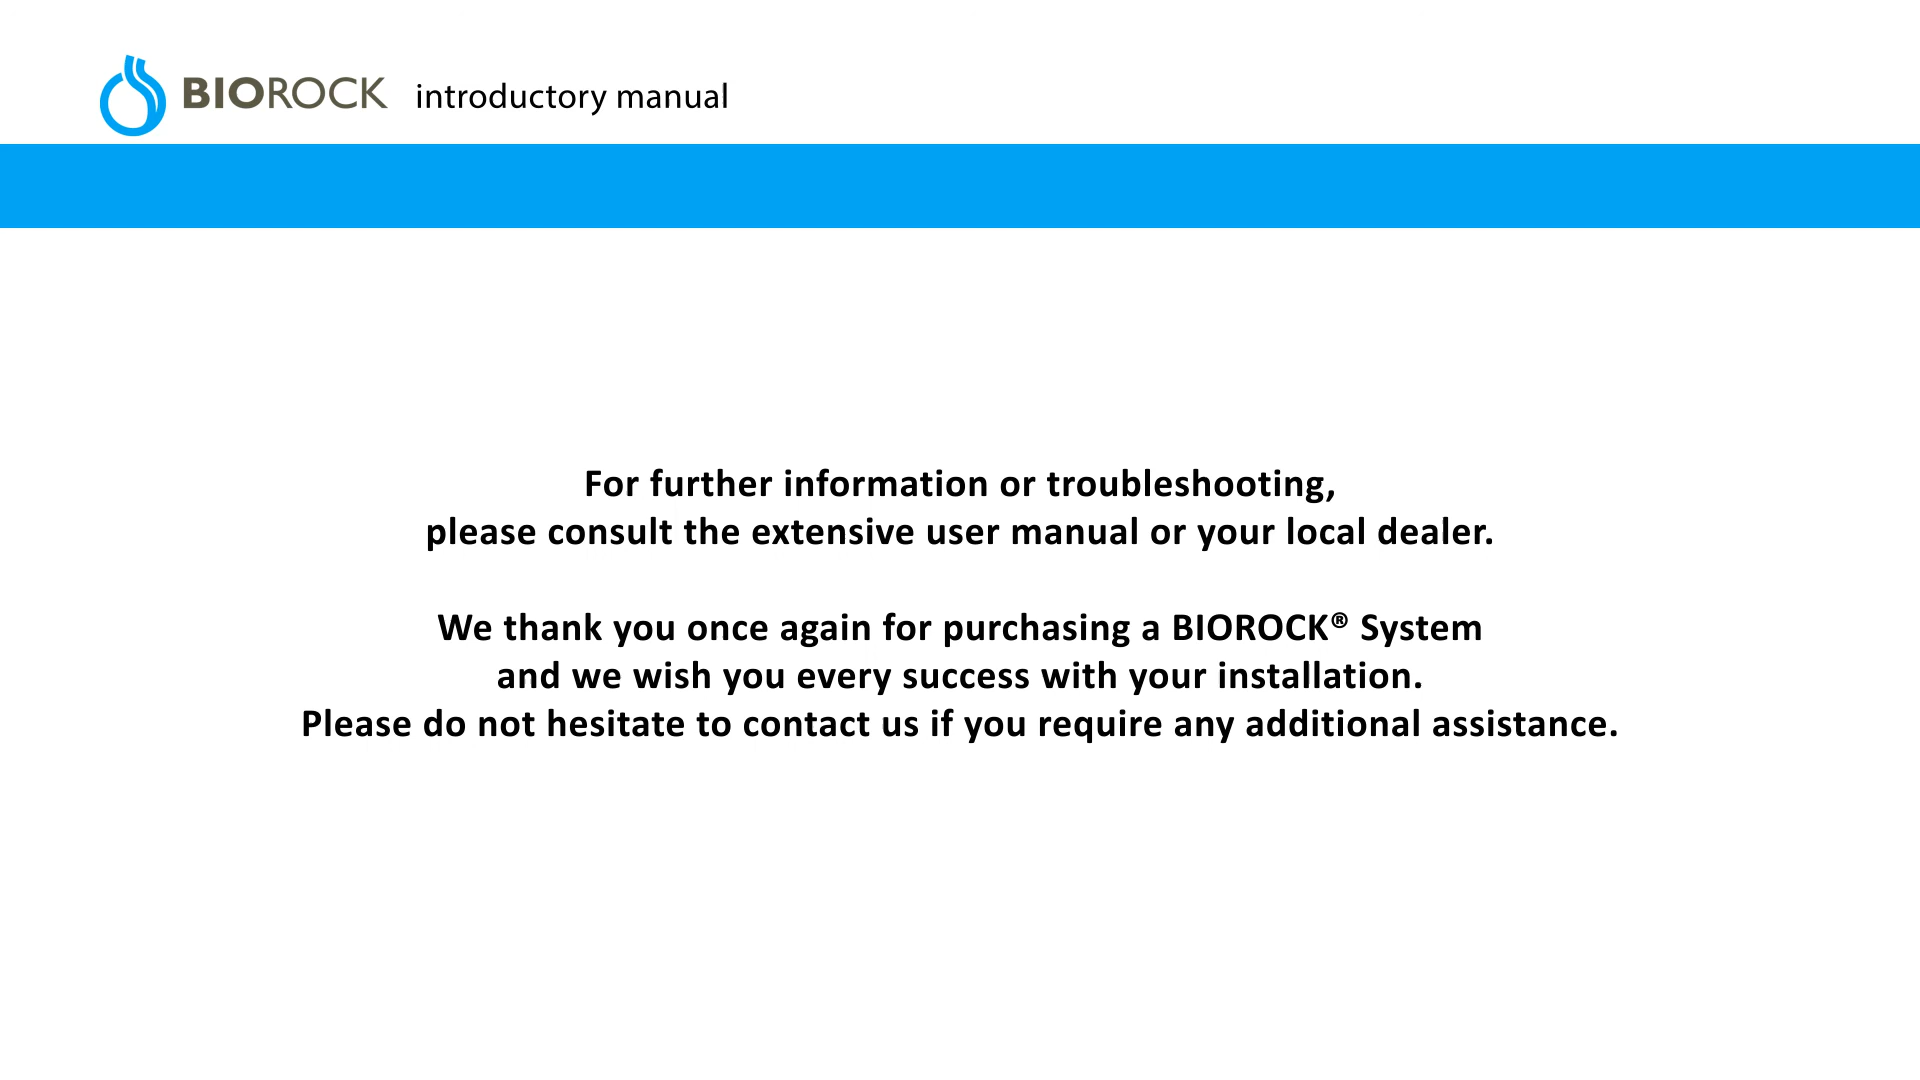 BIOROCK introductory manual
For further information or troubleshooting,
please consult the extensive user manual or your local dealer.
We thank you once again for purchasing a BIOROCK® System
and we wish you every success with your installation.
Please do not hesitate to contact us if you require any additional assistance.